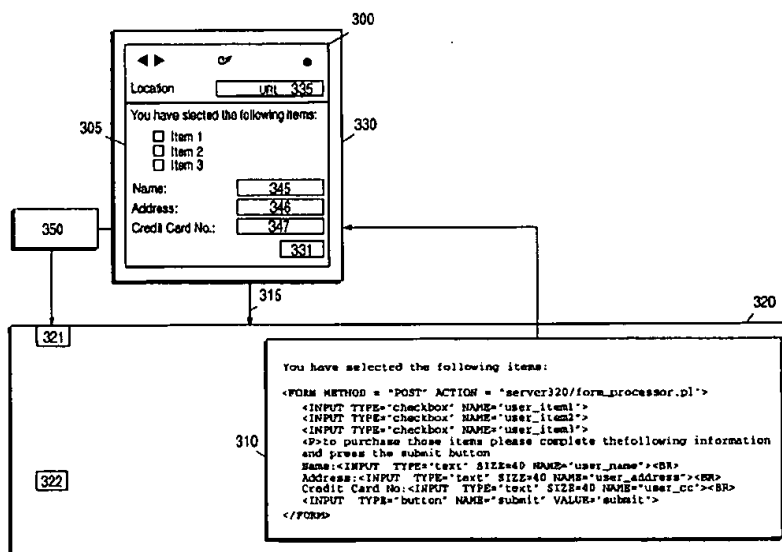 300
Location
URL 335
You have slected the following items:
305
330
Item 1
Item 2
Item 3
Name:
345
Address:
346
Credit Card No.:
347
350
331
315
320
321
You have selected the following items:
<FORM METHOD = "POST" ACTION = "server320/form_processor.pl">
<INPUT TYPE="checkbox" NAME="user_item1">
<INPUT TYPE="checkbox" NAME="user_item2">
<INPUT TYPE="checkbox" NAME="user_item3">
310
<P>to purchase those items please complete thefollowing information
and press the submit button
Name:<INPUT TYPE="text" SIZE=40 NAME="user_name"><BR>
322
Address:<INPUT TYPE="text" SIZE=40 NAME="user_address"><BR>
Credit Card No:<INPUT TYPE="text" SIZE=40 NAME="user_cc"><BR>
<INPUT TYPE="button" NAME="submit" VALUE='submit">
</FORM>